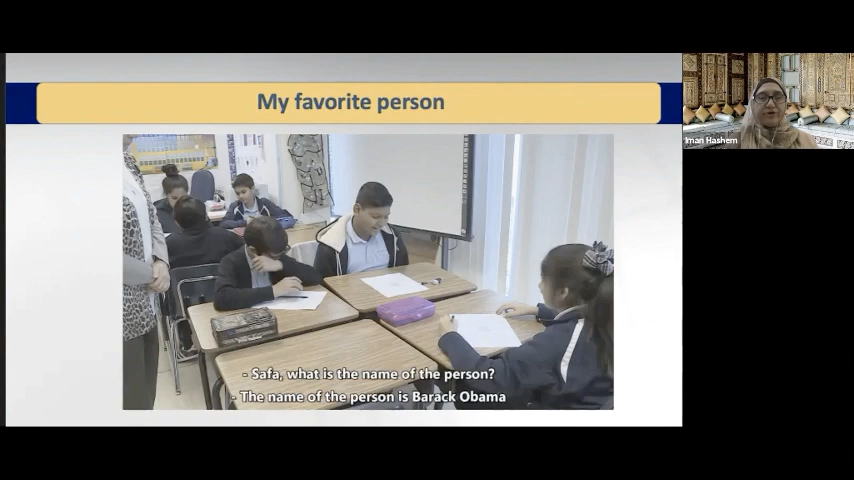 My favorite person
Iman Hashem
- Safa, what is the name of the person?
- The name of the person is Barack Obama